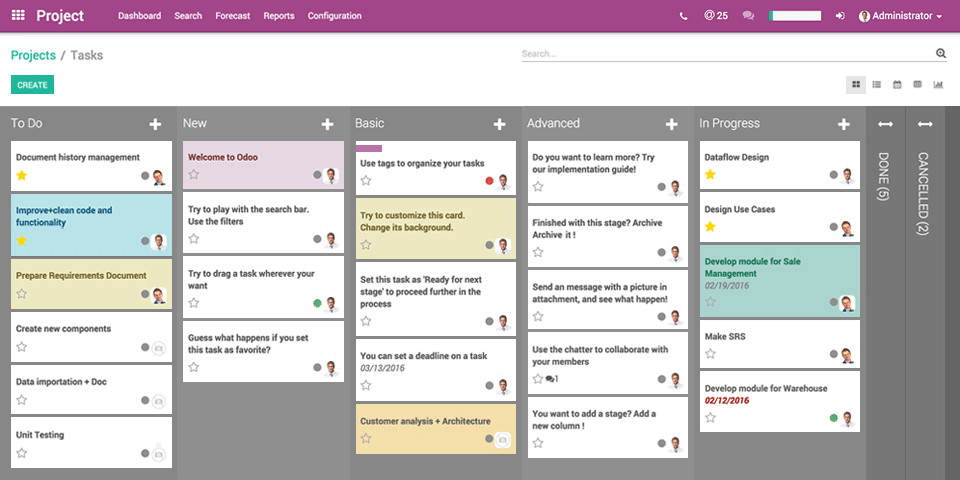 Project
Dashboard
Search
Forecast
Reports
Configuration
@ 25
Administrator
Projects / Tasks
Search...
CREATE
To Do
Document history management
Improve+clean code and
functionality
Prepare Requirements Document
Create new components
Data importation + Doc
Unit Testing
New
Welcome to Odoo
Try to play with the search bar.
Use the filters
Try to drag a task wherever your
want
Guess what happens if you set
this task as favorite?
Basic
Use tags to organize your tasks
Try to customize this card.
Change its background.
Set this task as 'Ready for next
stage' to proceed further in the
process
You can set a deadline on a task
03/13/2016
Customer analysis + Architecture
Advanced
Do you want to learn more? Try
our implementation guide!
Finished with this stage? Archive
Archive it !
Send an message with a picture in
attachment, and see what happen!
Use the chatter to collaborate with
your members
1
You want to add a stage? Add a
new column !
In Progress
Dataflow Design
Design Use Cases
Develop module for Sale
Management
02/19/2016
Make SRS
Develop module for Warehouse
02/12/2016
DONE (5)
CANCELLED (2)